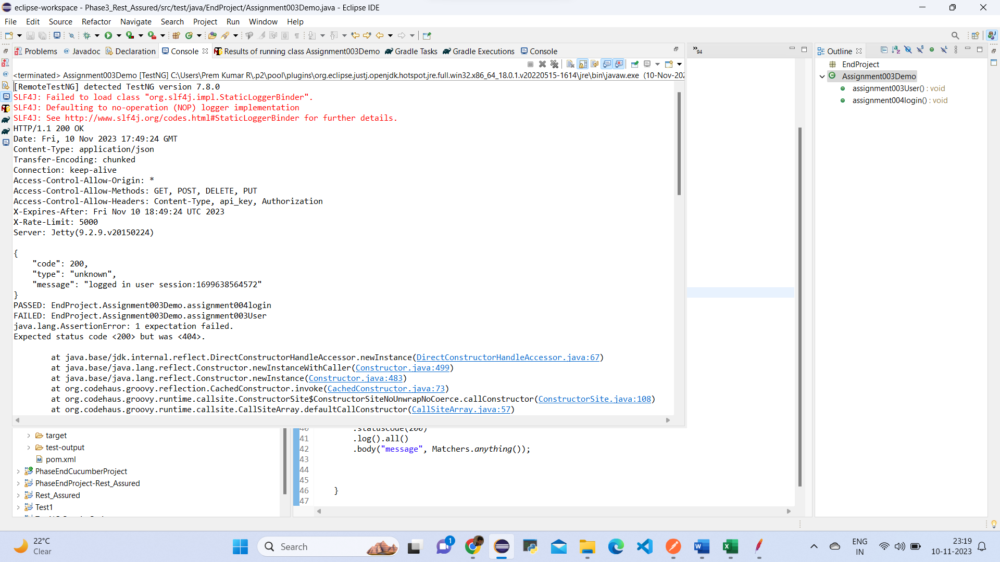 eclipse-workspace - Phase3_Rest_Assured/src/test/java/EndProject/Assignment003Demo.java - Eclipse IDE
File Edit Source Refactor Navigate Search Project Run Window Help
Problems Javadoc Declaration Console Results of running class Assignment003Demo Gradle Tasks Gradle Executions Console
<terminated> Assignment003Demo [TestNG] C:\Users\Prem Kumar R\.p2\pool\plugins\org.eclipse.justj.openjdk.hotspot.jre.full.win32.x86_64_18.0.1.v20220515-1614\jre\bin\javaw.exe (10-Nov-202
[RemoteTestNG] detected TestNG version 7.8.0
SLF4J: Failed to load class "org.slf4j.impl.StaticLoggerBinder".
SLF4J: Defaulting to no-operation (NOP) logger implementation
SLF4J: See http://www.slf4j.org/codes.html#StaticLoggerBinder for further details.
HTTP/1.1 200 OK
Date: Fri, 10 Nov 2023 17:49:24 GMT
Content-Type: application/json
Transfer-Encoding: chunked
Connection: keep-alive
Access-Control-Allow-Origin: *
Access-Control-Allow-Methods: GET, POST, DELETE, PUT
Access-Control-Allow-Headers: Content-Type, api_key, Authorization
X-Expires-After: Fri Nov 10 18:49:24 UTC 2023
X-Rate-Limit: 5000
Server: Jetty(9.2.9.v20150224)
{
"code": 200,
"type": "unknown",
"message": "logged in user session:1699638564572"
}
PASSED: EndProject.Assignment003Demo.assignment004login
FAILED: EndProject.Assignment003Demo.assignment003User
java.lang.AssertionError: 1 expectation failed.
Expected status code <200> but was <404>.
at java.base/jdk.internal.reflect.DirectConstructorHandleAccessor.newInstance(DirectConstructorHandleAccessor.java:67)
at java.base/java.lang.reflect.Constructor.newInstanceWithCaller(Constructor.java:499)
at java.base/java.lang.reflect.Constructor.newInstance(Constructor.java:483)
at org.codehaus.groovy.reflection.CachedConstructor.invoke(CachedConstructor.java:73)
at org.codehaus.groovy.runtime.callsite.ConstructorSite$ConstructorSiteNoUnwrapNoCoerce.callConstructor(ConstructorSite.java:108)
at org.codehaus.groovy.runtime.callsite.CallSiteArray.defaultCallConstructor(CallSiteArray.java:57)
»94
Outline
EndProject
Assignment003Demo
assignment003User() : void
assignment004login() : void
target
test-output
pom.xml
PhaseEndCucumberProject
PhaseEndProject-Rest_Assured
Rest_Assured
Test1
40 .statusCode(200)
41 .log().all()
42 .body("message", Matchers.anything());
43
44
45
46 }
47
22°C
Clear
Search
1
ENG
IN
23:19
10-11-2023